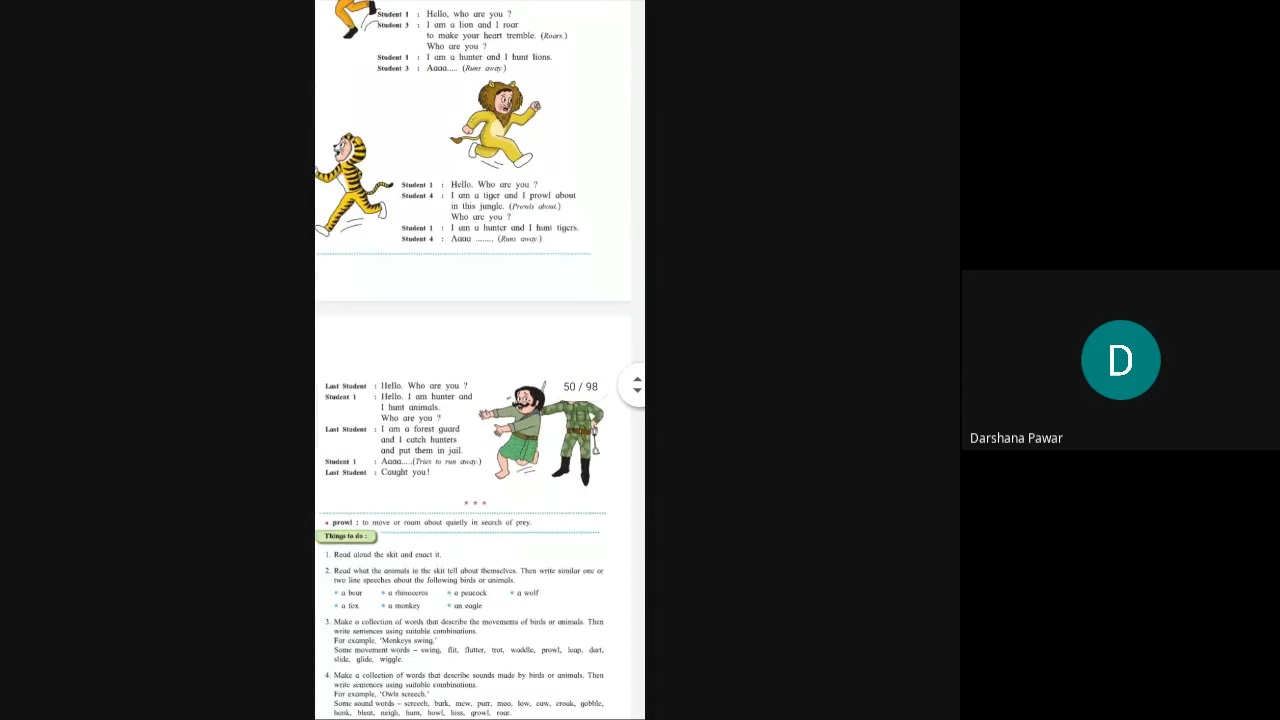 Student 1 : Hello, who are you ?
Student 3 : I am a lion and I roar
to make your heart tremble. (Roars.)
Who are you ?
Student 1 : I am a hunter and I hunt lions.
Student 3 : Aaaa..... (Runs away.)
Student 1 : Hello. Who are you ?
Student 4 : I am a tiger and I prowl about
in this jungle. (Prowls about.)
Who are you ?
Student 1 : I am a hunter and I hunt tigers.
Student 4 : Aaaa ........ (Runs away.)
50 / 98
Last Student : Hello. Who are you ?
Student 1 : Hello. I am hunter and
I hunt animals.
Who are you ?
Last Student : I am a forest guard
and I catch hunters
and put them in jail.
Student 1 : Aaaa.....(Tries to run away.)
Last Student : Caught you!
* * *
• prowl : to move or roam about quietly in search of prey.
Things to do :
1. Read aloud the skit and enact it.
2. Read what the animals in the skit tell about themselves. Then write similar one or
two line speeches about the following birds or animals.
* a bear * a rhinoceros * a peacock * a wolf
* a fox * a monkey * an eagle
3. Make a collection of words that describe the movements of birds or animals. Then
write sentences using suitable combinations.
For example, 'Monkeys swing.'
Some movement words – swing, flit, flutter, trot, waddle, prowl, leap, dart,
slide, glide, wiggle.
4. Make a collection of words that describe sounds made by birds or animals. Then
write sentences using suitable combinations.
For example, 'Owls screech.'
Some sound words – screech, bark, mew, purr, moo, low, caw, croak, gobble,
honk, bleat, neigh, hum, howl, hiss, growl, roar.
D
Darshana Pawar